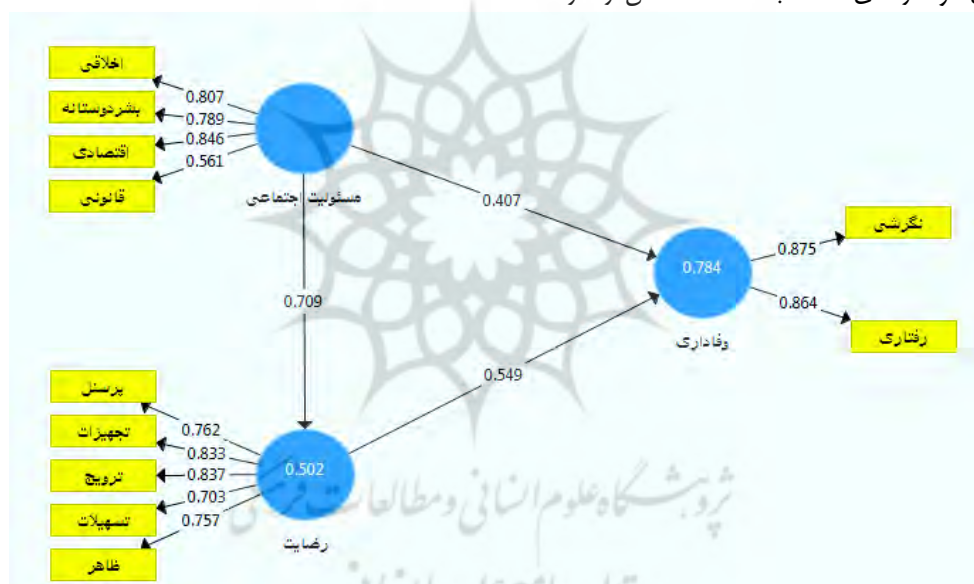 اخلاقی
0.807
بشردوستانه
0.789
اقتصادی
0.846
قانونی
0.561
مسئولیت اجتماعی
0.407
نگرشی
0.875
0.784
0.864
رفتاری
وفاداری
0.709
0.549
پرسنل
0.762
تجهیزات
0.833
ترویج
0.837
تسهیلات
0.703
ظاهر
0.757
0.502
رضایت
پژوهشگاه علوم انسانی و مطالعات فرهنگی